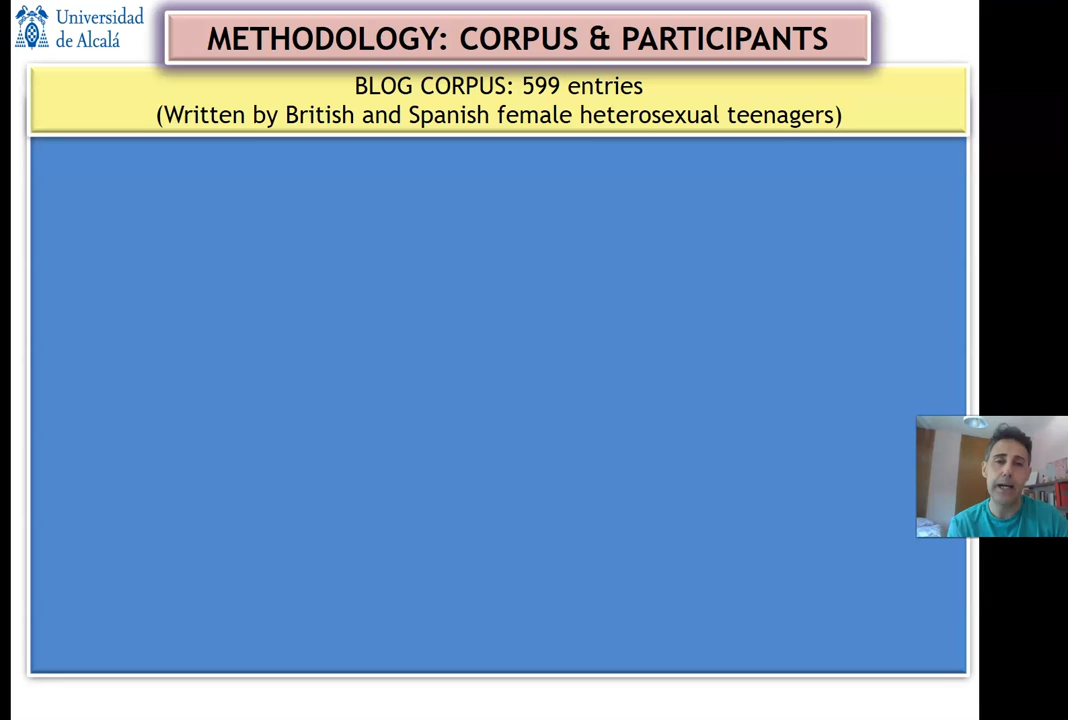 Universidad
de Alcalá
METHODOLOGY: CORPUS & PARTICIPANTS
BLOG CORPUS: 599 entries
(Written by British and Spanish female heterosexual teenagers)